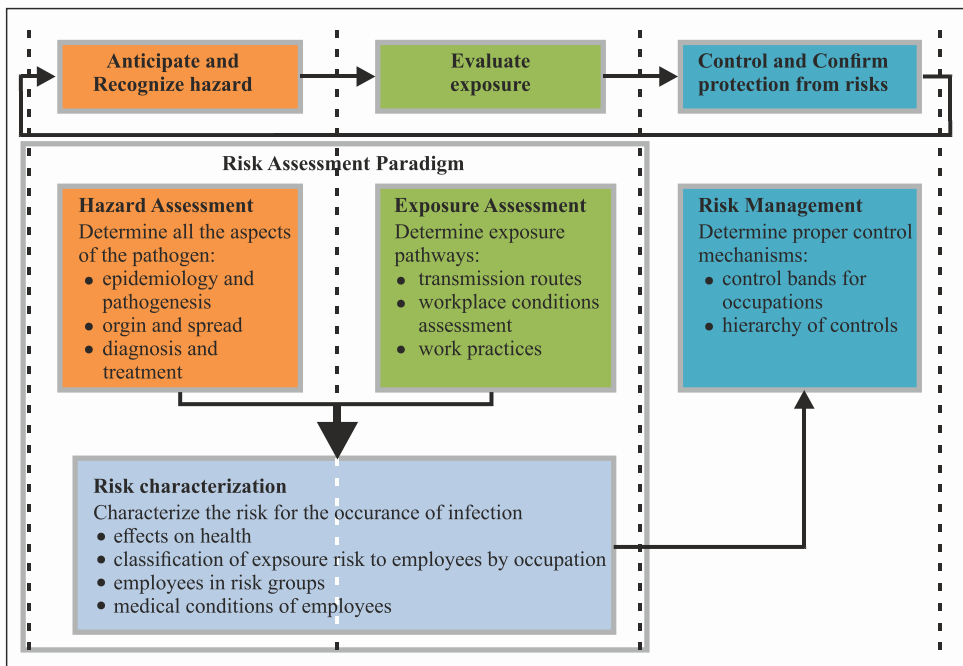 Anticipate and
Recognize hazard
Evaluate
exposure
Control and Confirm
protection from risks
Risk Assessment Paradigm
Hazard Assessment
Determine all the aspects
of the pathogen:
• epidemiology and
pathogenesis
• orgin and spread
• diagnosis and
treatment
Exposure Assessment
Determine exposure
pathways:
• transmission routes
• workplace conditions
assessment
• work practices
Risk Management
Determine proper control
mechanisms:
• control bands for
occupations
• hierarchy of controls
Risk characterization
Characterize the risk for the occurance of infection
• effects on health
• classification of expsoure risk to employees by occupation
• employees in risk groups
• medical conditions of employees